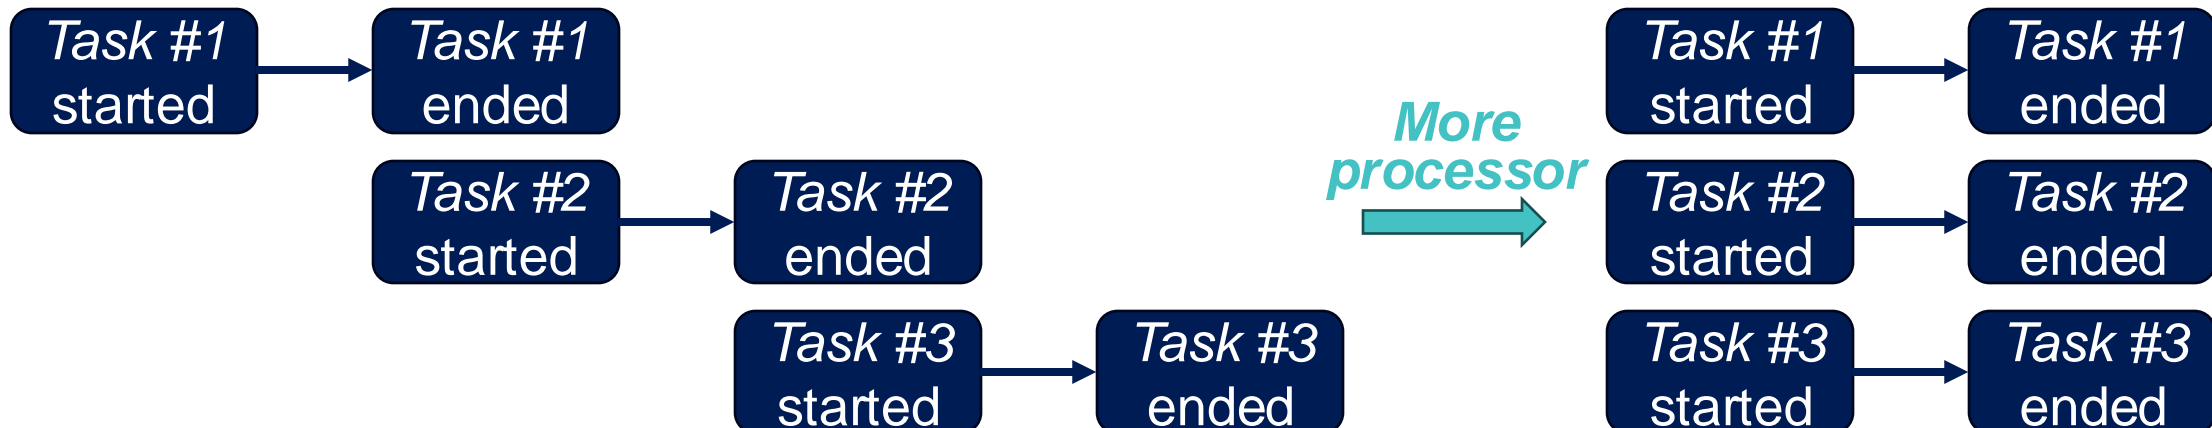 Task #1
started
Task #1
ended
Task #2
started
Task #2
ended
Task #3
started
Task #3
ended
More
processor
Task #1
started
Task #1
ended
Task #2
started
Task #2
ended
Task #3
started
Task #3
ended